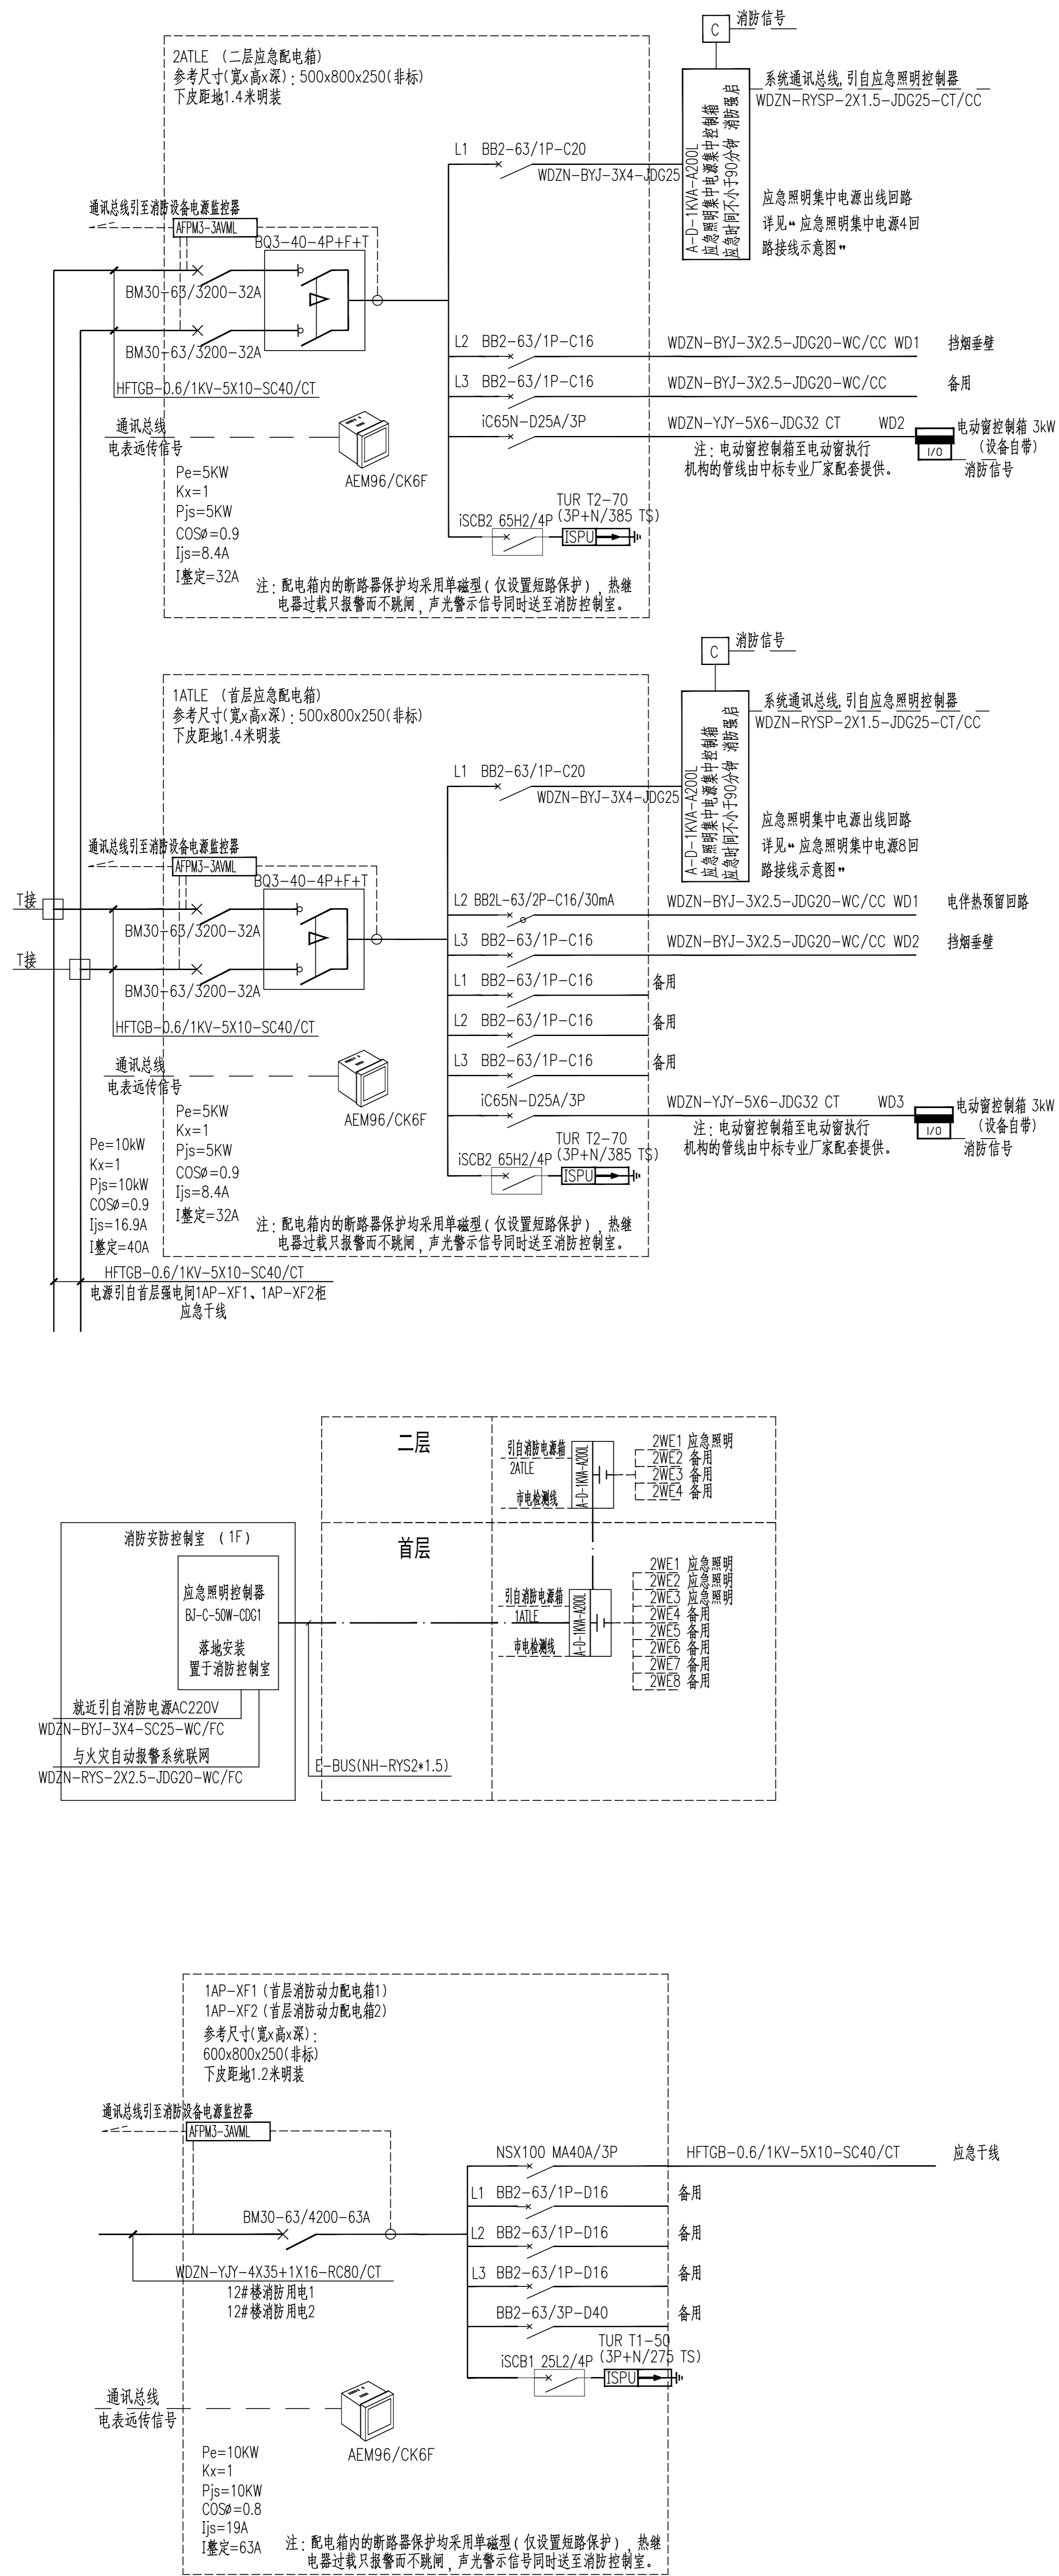 消防信号
C
2ATLE （二层应急配电箱）
参考尺寸(宽x高x深)：500x800x250(非标)
下皮距地1.4米明装
系统通讯总线,引自应急照明控制器
WDZN-RYSP-2X1.5-JDG25-CT/CC
A-D-1KVA-A200L
应急照明集中电源集中控制箱
应急时间不小于90分钟 消防强启
L1 BB2-63/1P-C20
WDZN-BYJ-3X4-JDG25
应急照明集中电源出线回路
详见“应急照明集中电源4回
路接线示意图”
通讯总线引至消防设备电源监控器
AFPM3-3AVML
BQ3-40-4P+F+T
BM30-63/3200-32A
BM30-63/3200-32A
HFTGB-0.6/1KV-5X10-SC40/CT
L2 BB2-63/1P-C16 WDZN-BYJ-3X2.5-JDG20-WC/CC WD1 挡烟垂壁
L3 BB2-63/1P-C16 WDZN-BYJ-3X2.5-JDG20-WC/CC 备用
iC65N-D25A/3P WDZN-YJY-5X6-JDG32 CT WD2 电动窗控制箱 3kW
(设备自带)
I/O
消防信号
注：电动窗控制箱至电动窗执行
机构的管线由中标专业厂家配套提供。
通讯总线
电表远传信号
AEM96/CK6F
Pe=5KW
Kx=1
Pjs=5KW
COSø=0.9
Ijs=8.4A
I整定=32A
TUR T2-70
(3P+N/385 TS)
iSCB2 65H2/4P
ISPU
注：配电箱内的断路器保护均采用单磁型(仅设置短路保护)，热继
电器过载只报警而不跳闸，声光警示信号同时送至消防控制室。
消防信号
C
1ATLE （首层应急配电箱）
参考尺寸(宽x高x深)：500x800x250(非标)
下皮距地1.4米明装
系统通讯总线,引自应急照明控制器
WDZN-RYSP-2X1.5-JDG25-CT/CC
A-D-1KVA-A200L
应急照明集中电源集中控制箱
应急时间不小于90分钟 消防强启
L1 BB2-63/1P-C20
WDZN-BYJ-3X4-JDG25
应急照明集中电源出线回路
详见“应急照明集中电源8回
路接线示意图”
通讯总线引至消防设备电源监控器
AFPM3-3AVML
BQ3-40-4P+F+T
T接
BM30-63/3200-32A
T接
BM30-63/3200-32A
HFTGB-0.6/1KV-5X10-SC40/CT
L2 BB2L-63/2P-C16/30mA WDZN-BYJ-3X2.5-JDG20-WC/CC WD1 电伴热预留回路
L3 BB2-63/1P-C16 WDZN-BYJ-3X2.5-JDG20-WC/CC WD2 挡烟垂壁
L1 BB2-63/1P-C16 备用
L2 BB2-63/1P-C16 备用
L3 BB2-63/1P-C16 备用
iC65N-D25A/3P WDZN-YJY-5X6-JDG32 CT WD3 电动窗控制箱 3kW
(设备自带)
I/O
消防信号
注：电动窗控制箱至电动窗执行
机构的管线由中标专业厂家配套提供。
通讯总线
电表远传信号
AEM96/CK6F
Pe=5KW
Kx=1
Pjs=5KW
COSø=0.9
Ijs=8.4A
I整定=32A
Pe=10kW
Kx=1
Pjs=10kW
COSø=0.9
Ijs=16.9A
I整定=40A
TUR T2-70
(3P+N/385 TS)
iSCB2 65H2/4P
ISPU
注：配电箱内的断路器保护均采用单磁型(仅设置短路保护)，热继
电器过载只报警而不跳闸，声光警示信号同时送至消防控制室。
HFTGB-0.6/1KV-5X10-SC40/CT
电源引自首层强电间1AP-XF1、1AP-XF2柜
应急干线
二层
引自消防电源箱
2ATLE
市电检测线
A-D-1KVA-A200L
2WE1 应急照明
2WE2 备用
2WE3 备用
2WE4 备用
首层
引自消防电源箱
1ATLE
市电检测线
A-D-1KVA-A200L
2WE1 应急照明
2WE2 应急照明
2WE3 应急照明
2WE4 备用
2WE5 备用
2WE6 备用
2WE7 备用
2WE8 备用
消防安防控制室 （1F）
应急照明控制器
BJ-C-50W-CDG1
落地安装
置于消防控制室
就近引自消防电源AC220V
WDZN-BYJ-3X4-SC25-WC/FC
与火灾自动报警系统联网
WDZN-RYS-2X2.5-JDG20-WC/FC
E-BUS(NH-RYS2*1.5)
1AP-XF1 (首层消防动力配电箱1)
1AP-XF2 (首层消防动力配电箱2)
参考尺寸(宽x高x深)：
600x800x250(非标)
下皮距地1.2米明装
通讯总线引至消防设备电源监控器
AFPM3-3AVML
NSX100 MA40A/3P HFTGB-0.6/1KV-5X10-SC40/CT 应急干线
L1 BB2-63/1P-D16 备用
L2 BB2-63/1P-D16 备用
L3 BB2-63/1P-D16 备用
BB2-63/3P-D40 备用
BM30-63/4200-63A
WDZN-YJY-4X35+1X16-RC80/CT
12#楼消防用电1
12#楼消防用电2
TUR T1-50
(3P+N/275 TS)
iSCB1 25L2/4P
ISPU
通讯总线
电表远传信号
AEM96/CK6F
Pe=10KW
Kx=1
Pjs=10KW
COSø=0.8
Ijs=19A
I整定=63A
注：配电箱内的断路器保护均采用单磁型(仅设置短路保护)，热继
电器过载只报警而不跳闸，声光警示信号同时送至消防控制室。